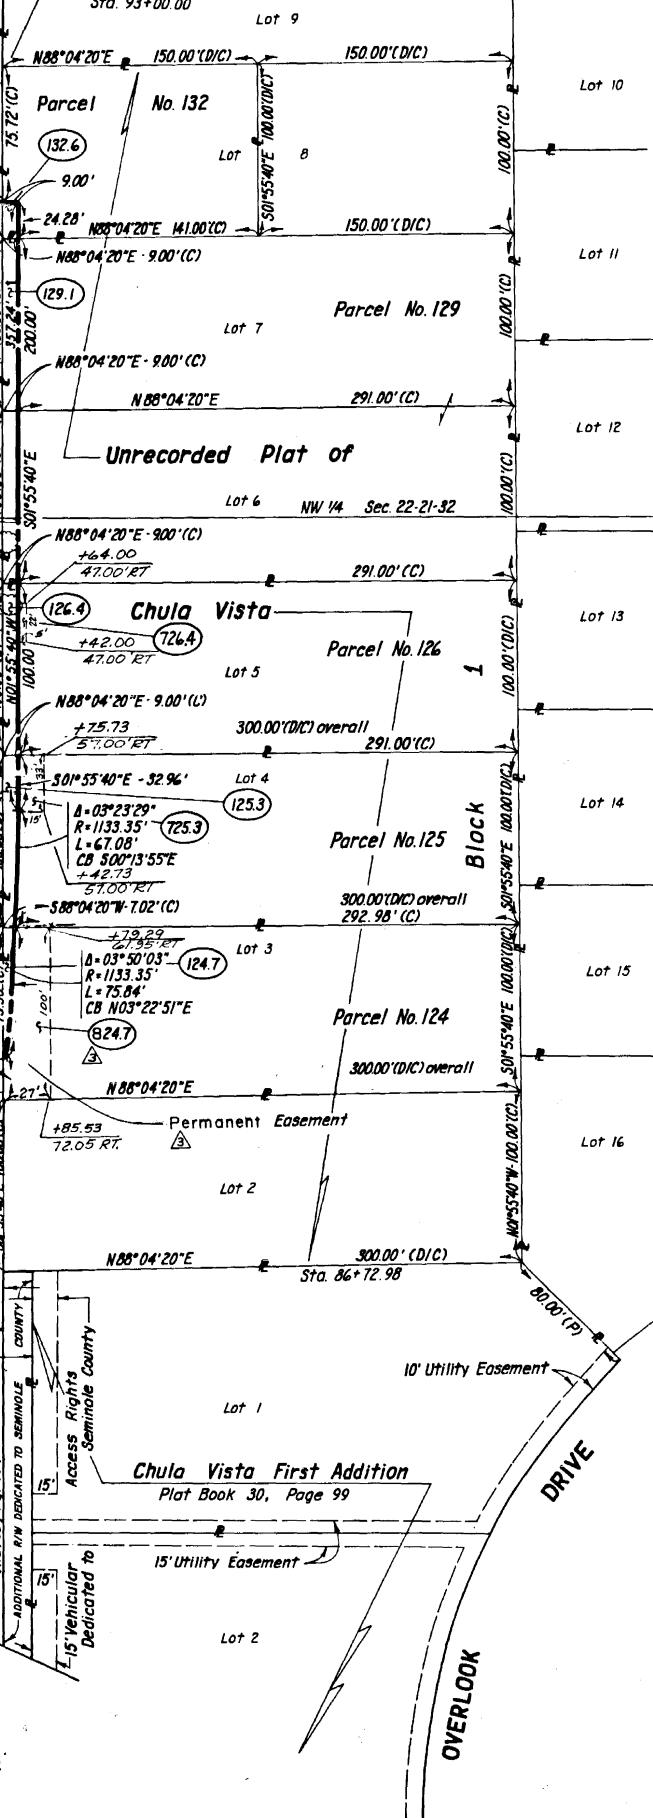 Sta. 93+00.00
Lot 9
N88°04'20"E 150.00'(D/C)
150.00'(D/C)
75.72'(C)
Parcel No. 132
S01°55'40"E 100.00'(D/C)
100.00'(C)
Lot 10
132.6
Lot 8
9.00'
24.28'
N88°04'20"E 141.00'(C)
150.00'(D/C)
N88°04'20"E - 9.00'(C)
Lot 11
129.1
357.24'
200.00'
Parcel No. 129
100.00'(C)
Lot 7
N88°04'20"E - 9.00'(C)
N88°04'20"E
291.00'(C)
Lot 12
Unrecorded Plat of
S01°55'40"E
100.00'(C)
Lot 6
NW 1/4 Sec. 22-21-32
N88°04'20"E - 9.00'(C)
+64.00
47.00'RT
291.00'(C)
126.4
Chula Vista
22'
5'
726.4
Lot 13
N01°55'40"W
100.00'
+42.00
47.00 RT
Parcel No. 126
100.00'(D/C)
Lot 5
1
N88°04'20"E - 9.00'(C)
+75.73
57.00'RT
300.00'(D/C) overall
291.00'(C)
33'
S01°55'40"E - 32.96'
Lot 4
125.3
15'
Δ=03°23'29"
R=1133.35'
725.3
L=67.08'
CB S00°13'55"E
+42.73
57.00 RT
Parcel No. 125
Block
S01°55'40"E 100.00'(D/C)
Lot 14
300.00'(D/C) overall
S88°04'20"W-7.02'(C)
292.98'(C)
+79.29
61.95'RT
Lot 3
Δ=03°50'03"
124.7
R=1133.35'
L=75.84'
CB N03°22'51"E
100'
824.7
3
Parcel No. 124
S01°55'40"E 100.00'(D/C)
Lot 15
300.00'(D/C) overall
27'
N88°04'20"E
Permanent Easement
3
+85.53
72.05 RT.
N01°55'40"W-100.00'(C)
Lot 16
Lot 2
N88°04'20"E
300.00' (D/C)
Sta. 86+72.98
80.00'(P)
ADDITIONAL R/W DEDICATED TO SEMINOLE COUNTY
Access Rights
Seminole County
10' Utility Easement
Lot 1
15'
Chula Vista First Addition
Plat Book 30, Page 99
DRIVE
15' Utility Easement
15'
15' Vehicular
Dedicated to
Lot 2
OVERLOOK